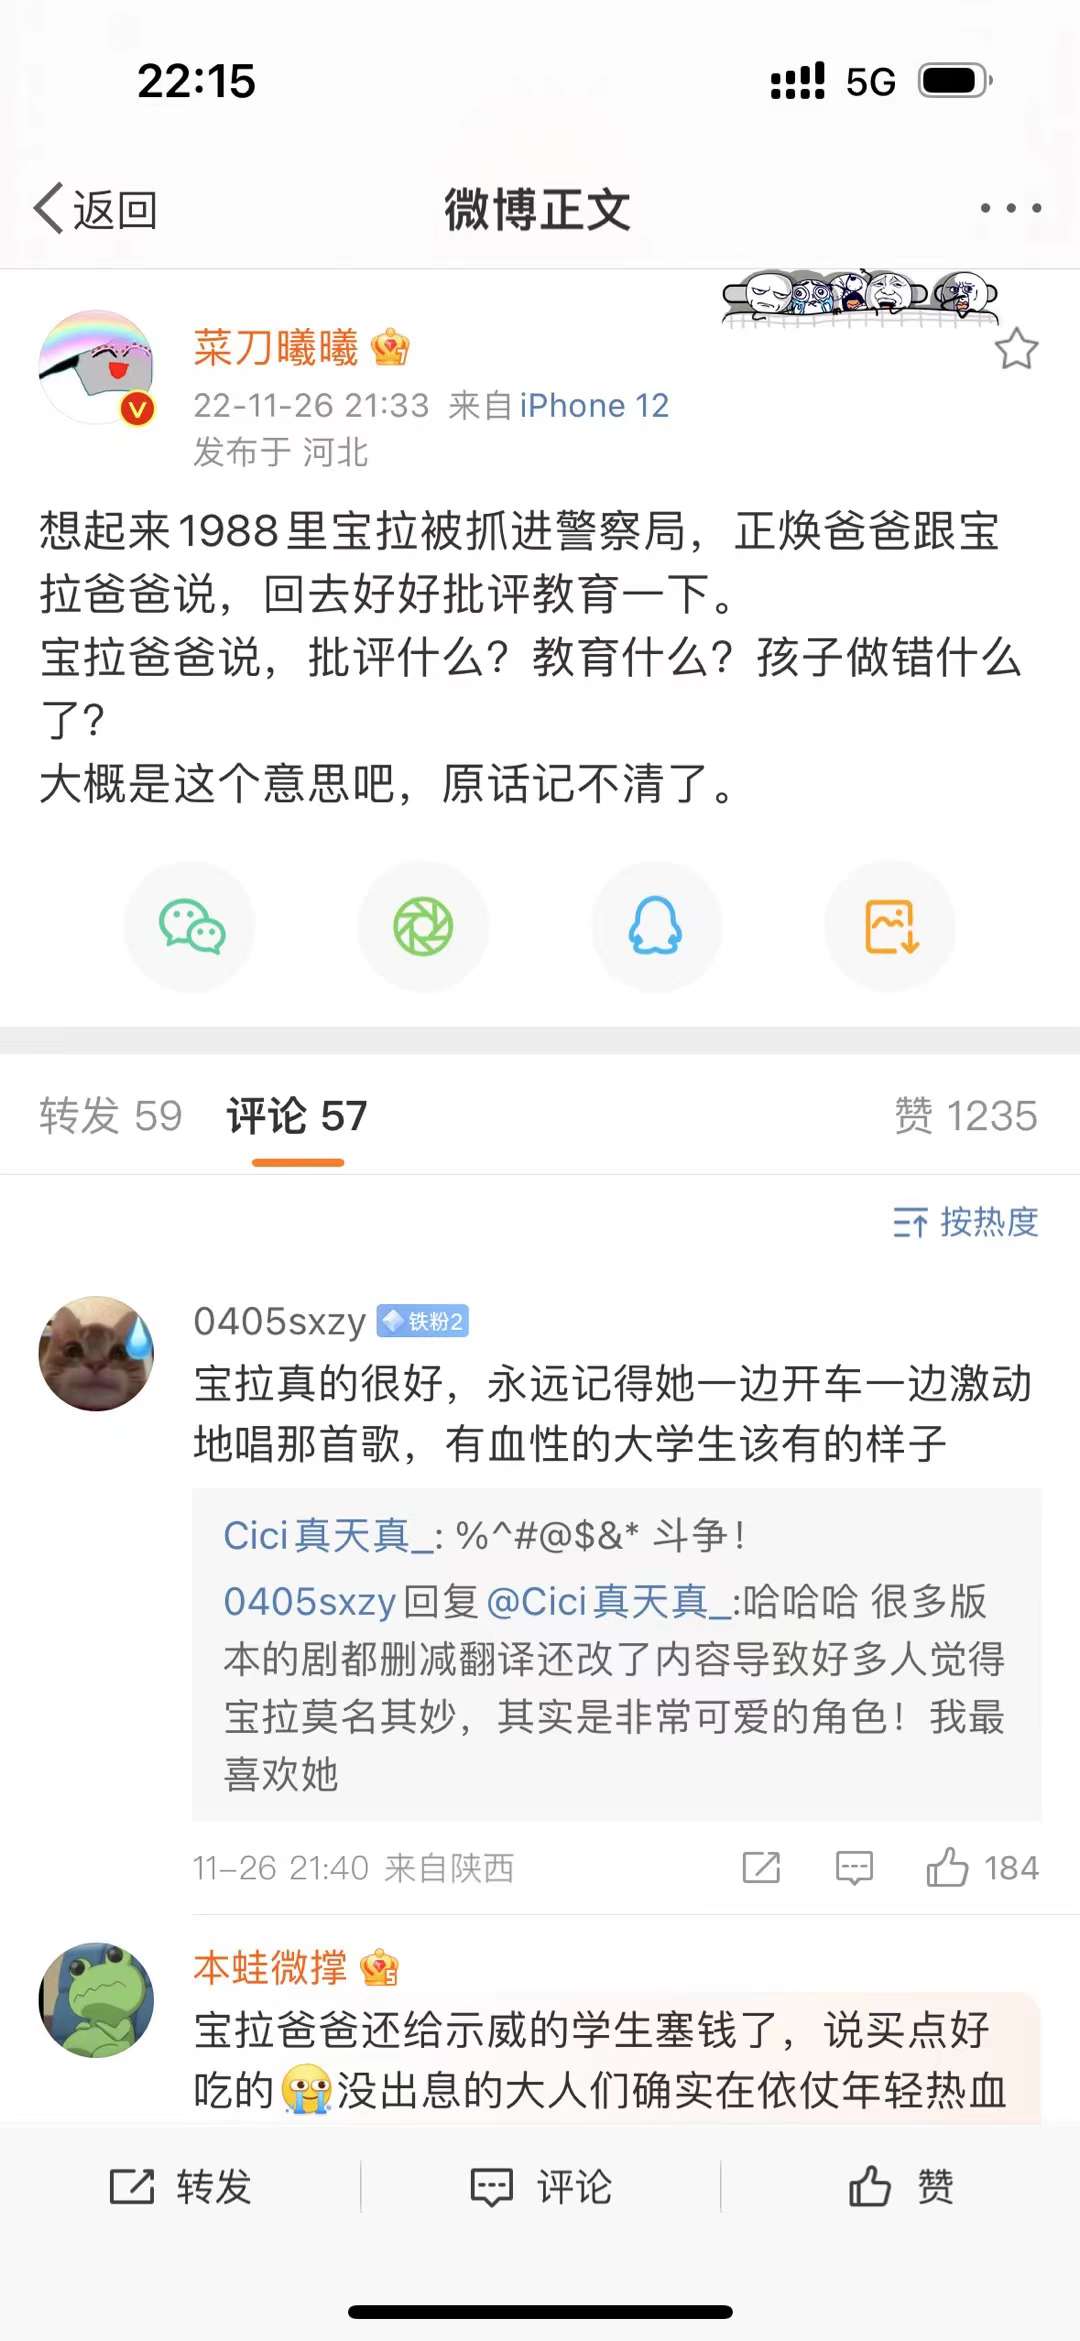 22:15
5G
返回
微博正文
菜刀曦曦
22-11-26 21:33 来自 iPhone 12
发布于 河北
想起来1988里宝拉被抓进警察局，正焕爸爸跟宝
拉爸爸说，回去好好批评教育一下。
宝拉爸爸说，批评什么？教育什么？孩子做错什么
了？
大概是这个意思吧，原话记不清了。
转发 59 评论 57 赞 1235
按热度
0405sxzy 铁粉2
宝拉真的很好，永远记得她一边开车一边激动
地唱那首歌，有血性的大学生该有的样子
Cici真天真_: %^#@$&* 斗争！
0405sxzy回复@Cici真天真_:哈哈哈 很多版
本的剧都删减翻译还改了内容导致好多人觉得
宝拉莫名其妙，其实是非常可爱的角色！我最
喜欢她
11-26 21:40 来自陕西 184
本蛙微撑 5
宝拉爸爸还给示威的学生塞钱了，说买点好
吃的没出息的大人们确实在依仗年轻热血
转发 评论 赞